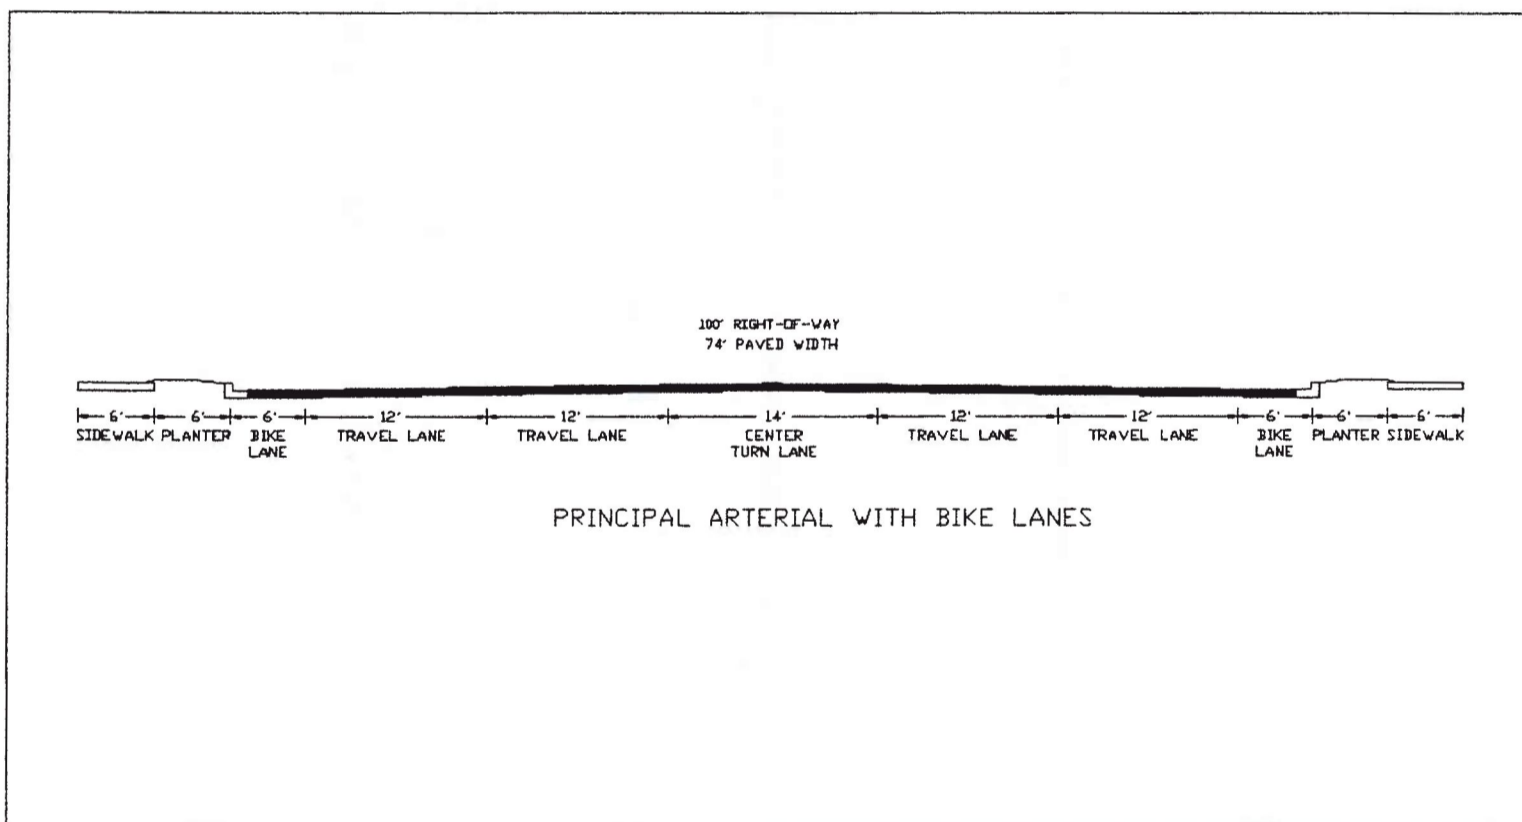 100' RIGHT-OF-WAY
74' PAVED WIDTH
6' 6' 6' 12' 12' 14' 12' 12' 6' 6' 6'
SIDEWALK PLANTER BIKE TRAVEL LANE TRAVEL LANE CENTER TRAVEL LANE TRAVEL LANE BIKE PLANTER SIDEWALK
LANE TURN LANE LANE
PRINCIPAL ARTERIAL WITH BIKE LANES